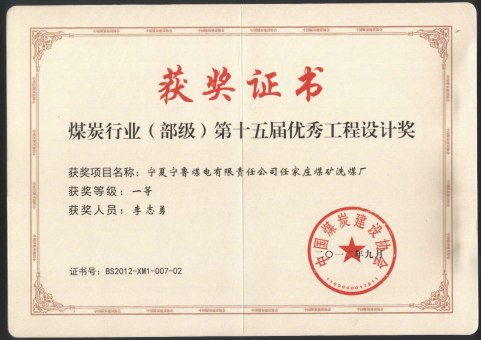 获奖证书
煤炭行业（部级）第十五届优秀工程设计奖
获奖项目名称：宁夏宁鲁煤电有限责任公司任家庄煤矿洗煤厂
获奖等级：一等
获奖人员：李志勇
中国煤炭建设协会
二〇一二年九月
证书号：BS2012-XM1-007-02